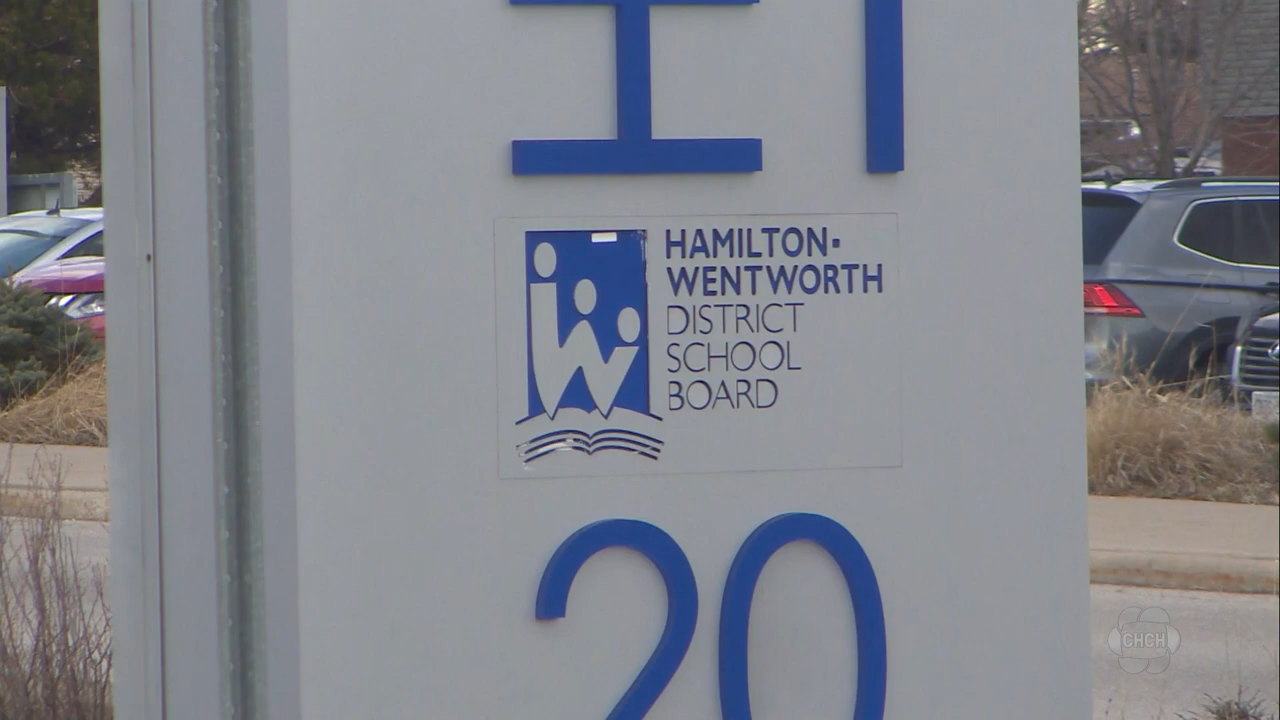 HAMILTON-
WENTWORTH
DISTRICT
SCHOOL
BOARD
20
CHCH